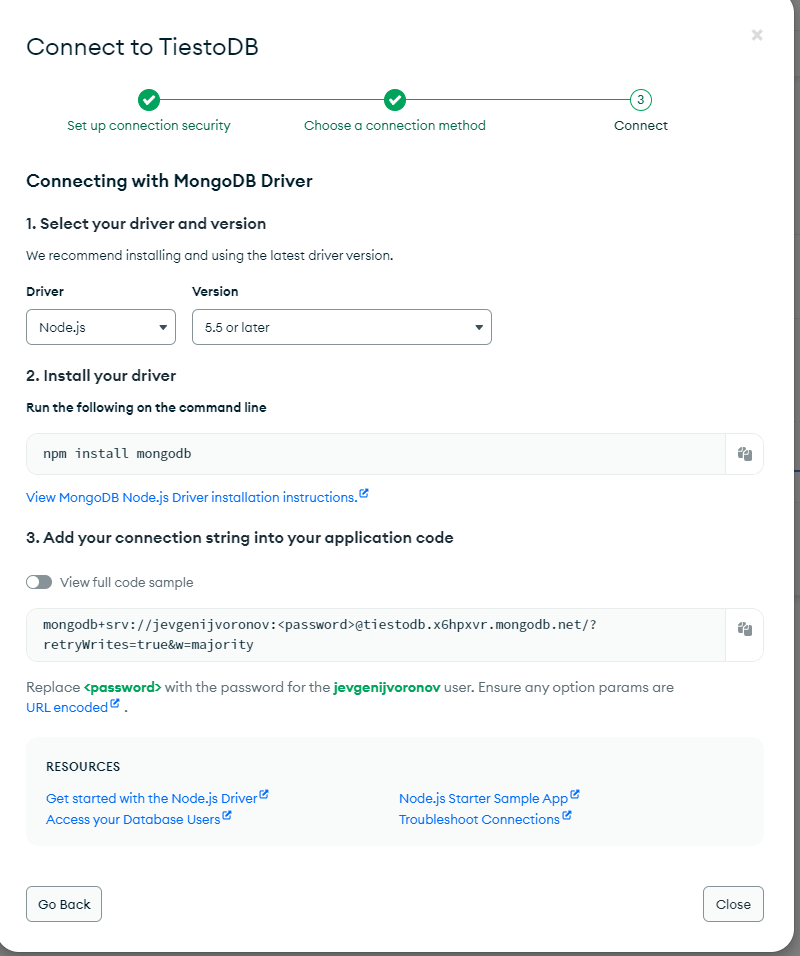 Connect to TiestoDB
3
Set up connection security
Choose a connection method
Connect
Connecting with MongoDB Driver
1. Select your driver and version
We recommend installing and using the latest driver version.
Driver
Version
Node.js
5.5 or later
2. Install your driver
Run the following on the command line
npm install mongodb
View MongoDB Node.js Driver installation instructions.
3. Add your connection string into your application code
View full code sample
mongodb+srv://jevgenijvoronov:<password>@tiestodb.x6hpxvr.mongodb.net/?
retryWrites=true&w=majority
Replace <password> with the password for the jevgenijvoronov user. Ensure any option params are
URL encoded .
RESOURCES
Get started with the Node.js Driver
Node.js Starter Sample App
Access your Database Users
Troubleshoot Connections
Go Back
Close